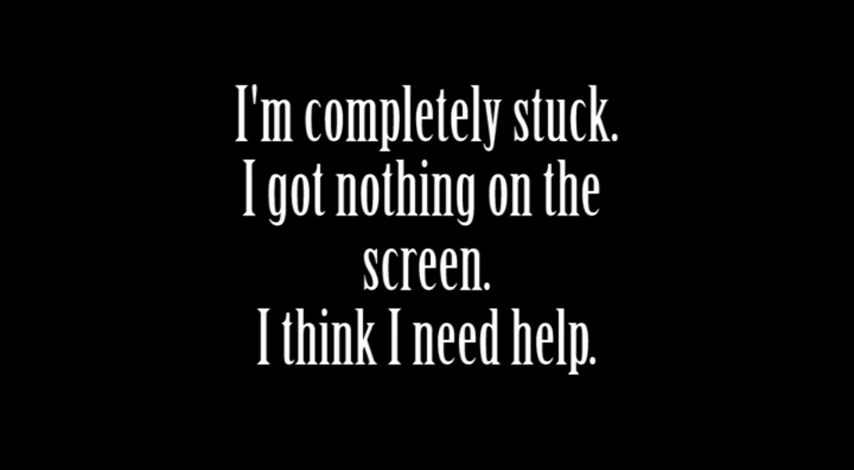 I'm completely stuck.
I got nothing on the
screen.
I think I need help.